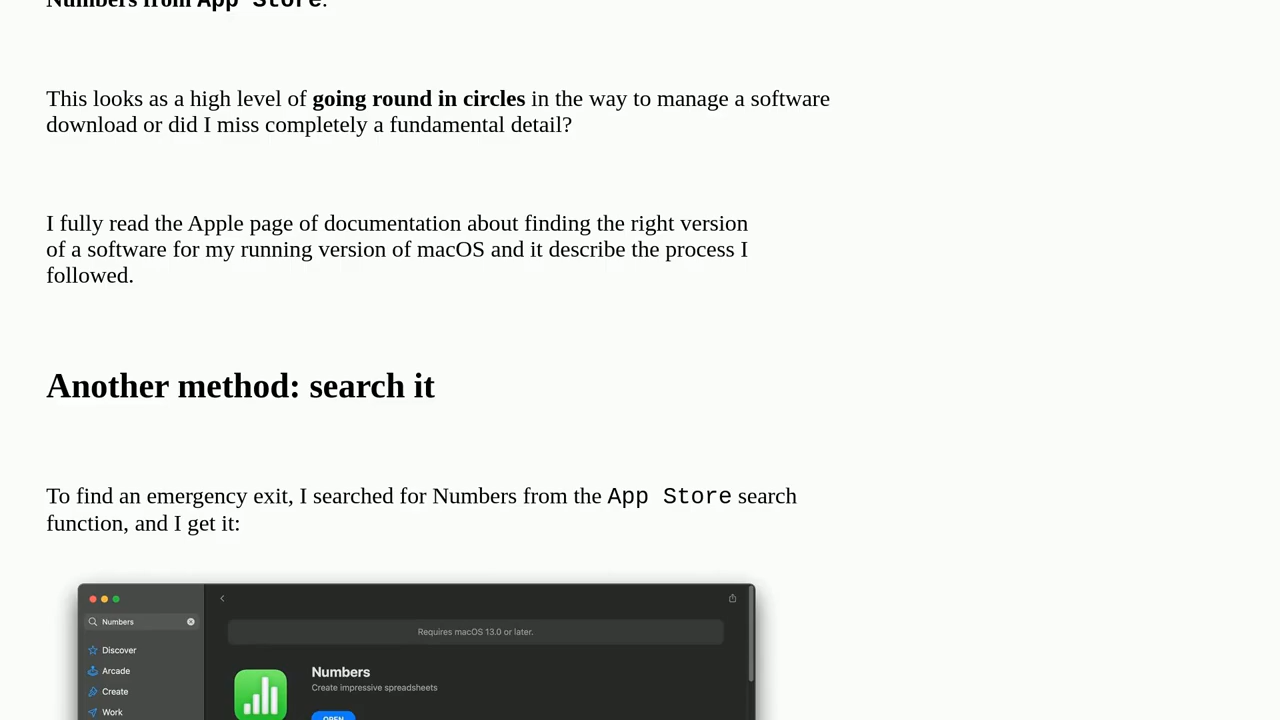 Numbers from App Store.
This looks as a high level of going round in circles in the way to manage a software
download or did I miss completely a fundamental detail?
I fully read the Apple page of documentation about finding the right version
of a software for my running version of macOS and it describe the process I
followed.
Another method: search it
To find an emergency exit, I searched for Numbers from the App Store search
function, and I get it:
Numbers
Requires macOS 13.0 or later.
Discover
Arcade
Create
Work
Numbers
Create impressive spreadsheets
OPEN